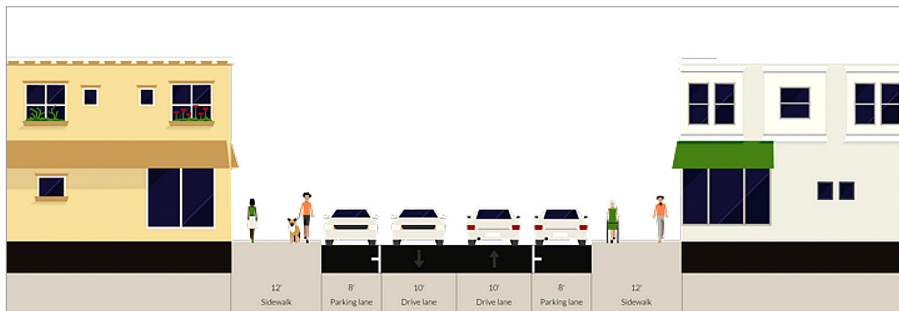 12' 8' 10' 10' 8' 12'
Sidewalk Parking lane Drive lane Drive lane Parking lane Sidewalk